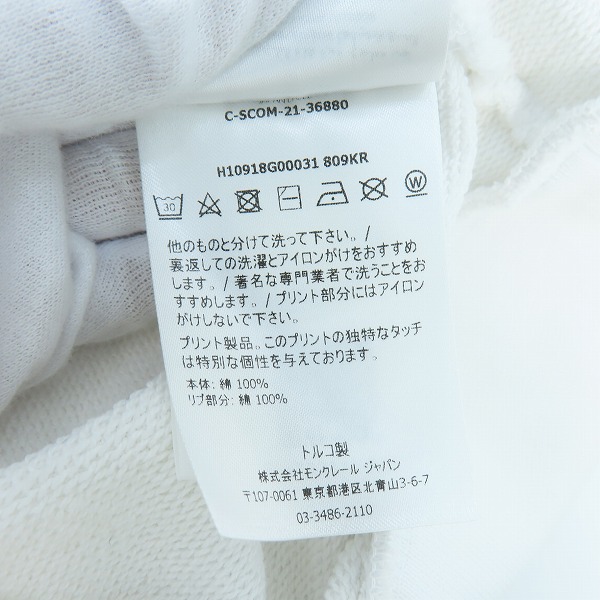 C-SCOM-21-36880
H10918G00031 809KR
30
W
他のものと分けて洗って下さい。/
裏返しての洗濯とアイロンがけをおすすめ
します。/ 著名な専門業者で洗うことをお
すすめします。/ プリント部分にはアイロン
がけしないで下さい。
プリント製品。このプリントの独特なタッチ
は特別な個性を与えております。
本体: 綿 100%
リブ部分: 綿 100%
トルコ製
株式会社モンクレール ジャパン
〒107-0061 東京都港区北青山3-6-7
03-3486-2110